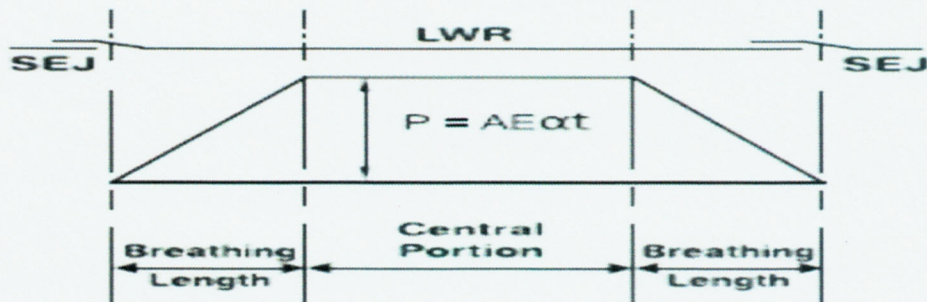 LWR
SEJ
SEJ
P = AEαt
Central
Portion
Breathing
Length
Breathing
Length